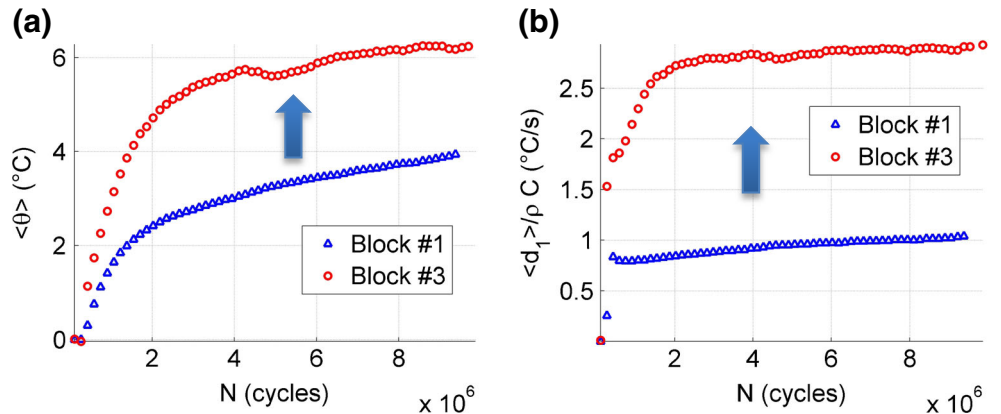 (a)
6
4
2
0
<θ> (°C)
Block #1
Block #3
2
4
6
8
N (cycles)
x 10^6
(b)
2.5
2
1.5
1
0.5
<d_1>/ρ C (°C/s)
Block #1
Block #3
2
4
6
8
N (cycles)
x 10^6